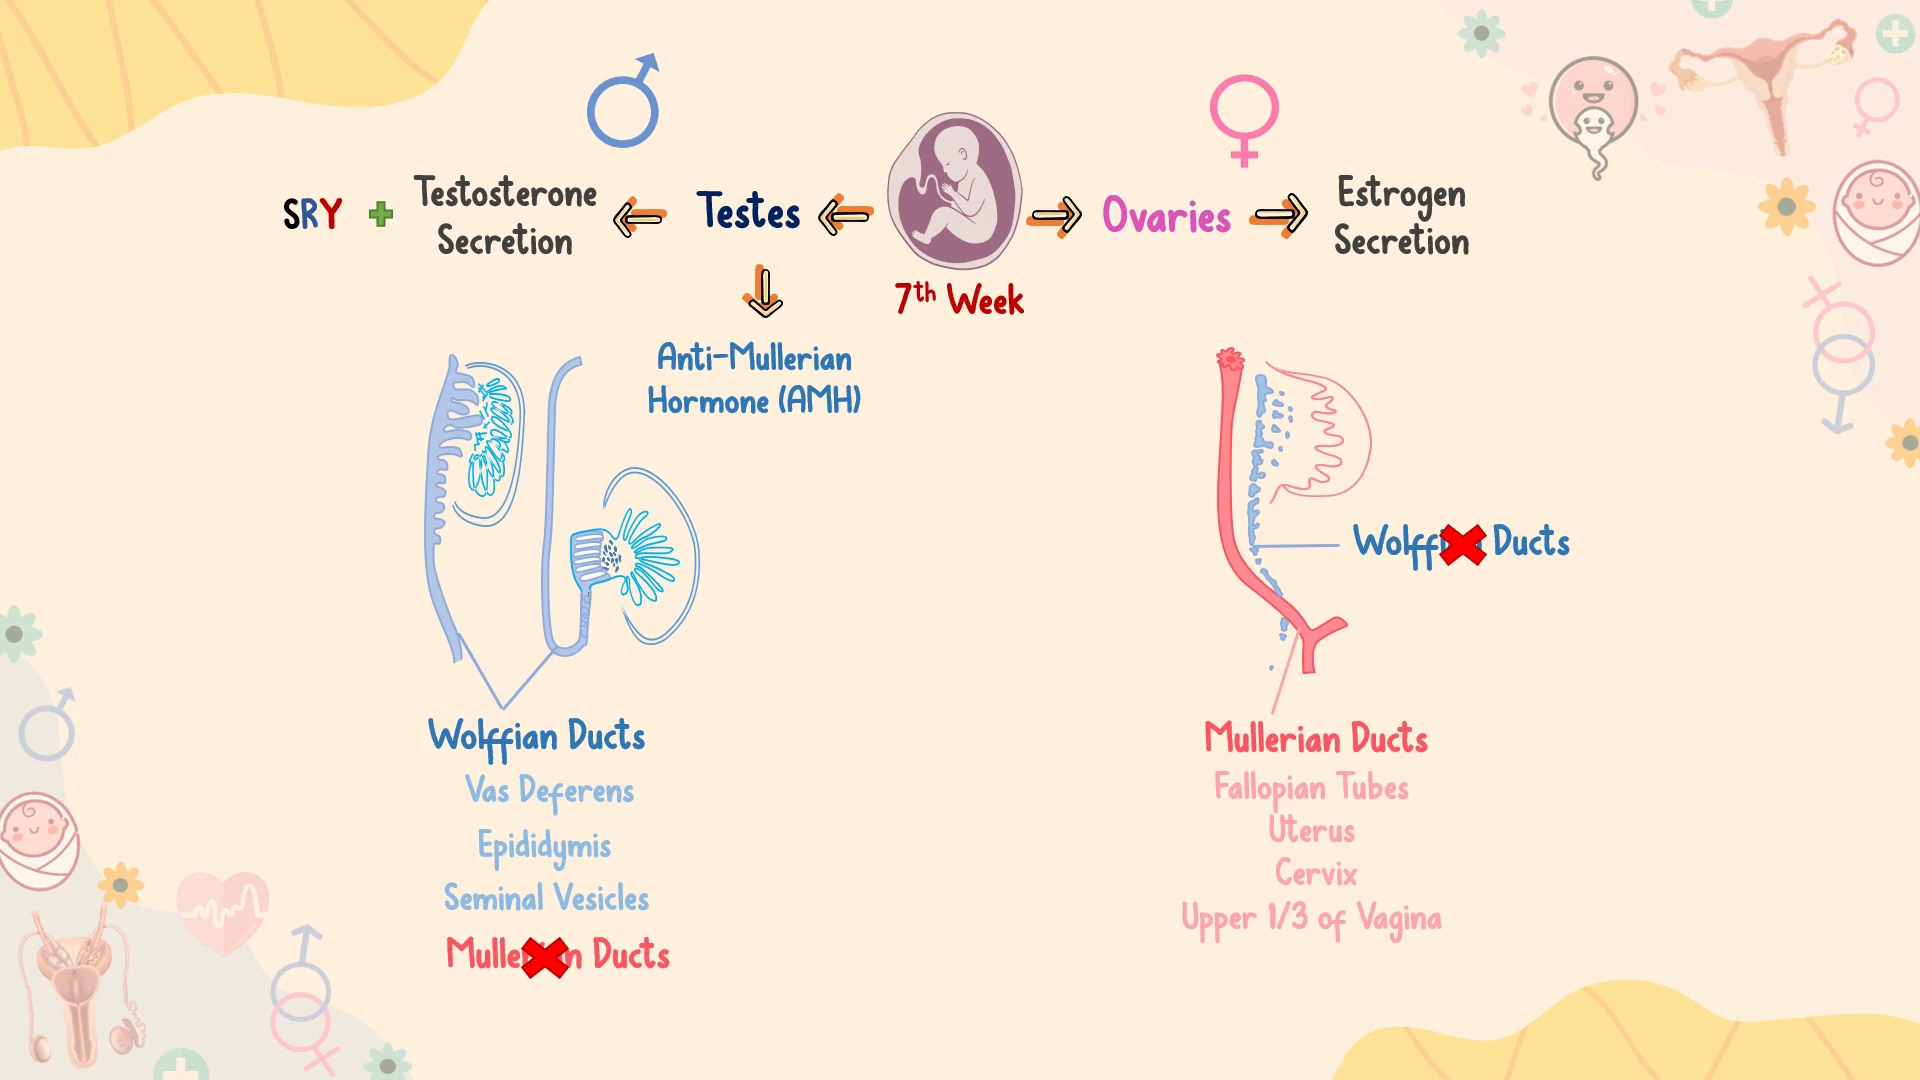 SRY
Testosterone
Secretion
Testes
7th Week
Ovaries
Estrogen
Secretion
Anti-Mullerian
Hormone (AMH)
Wolffian Ducts
Vas Deferens
Epididymis
Seminal Vesicles
Ducts
Ducts
Mullerian Ducts
Fallopian Tubes
Uterus
Cervix
Upper 1/3 of Vagina